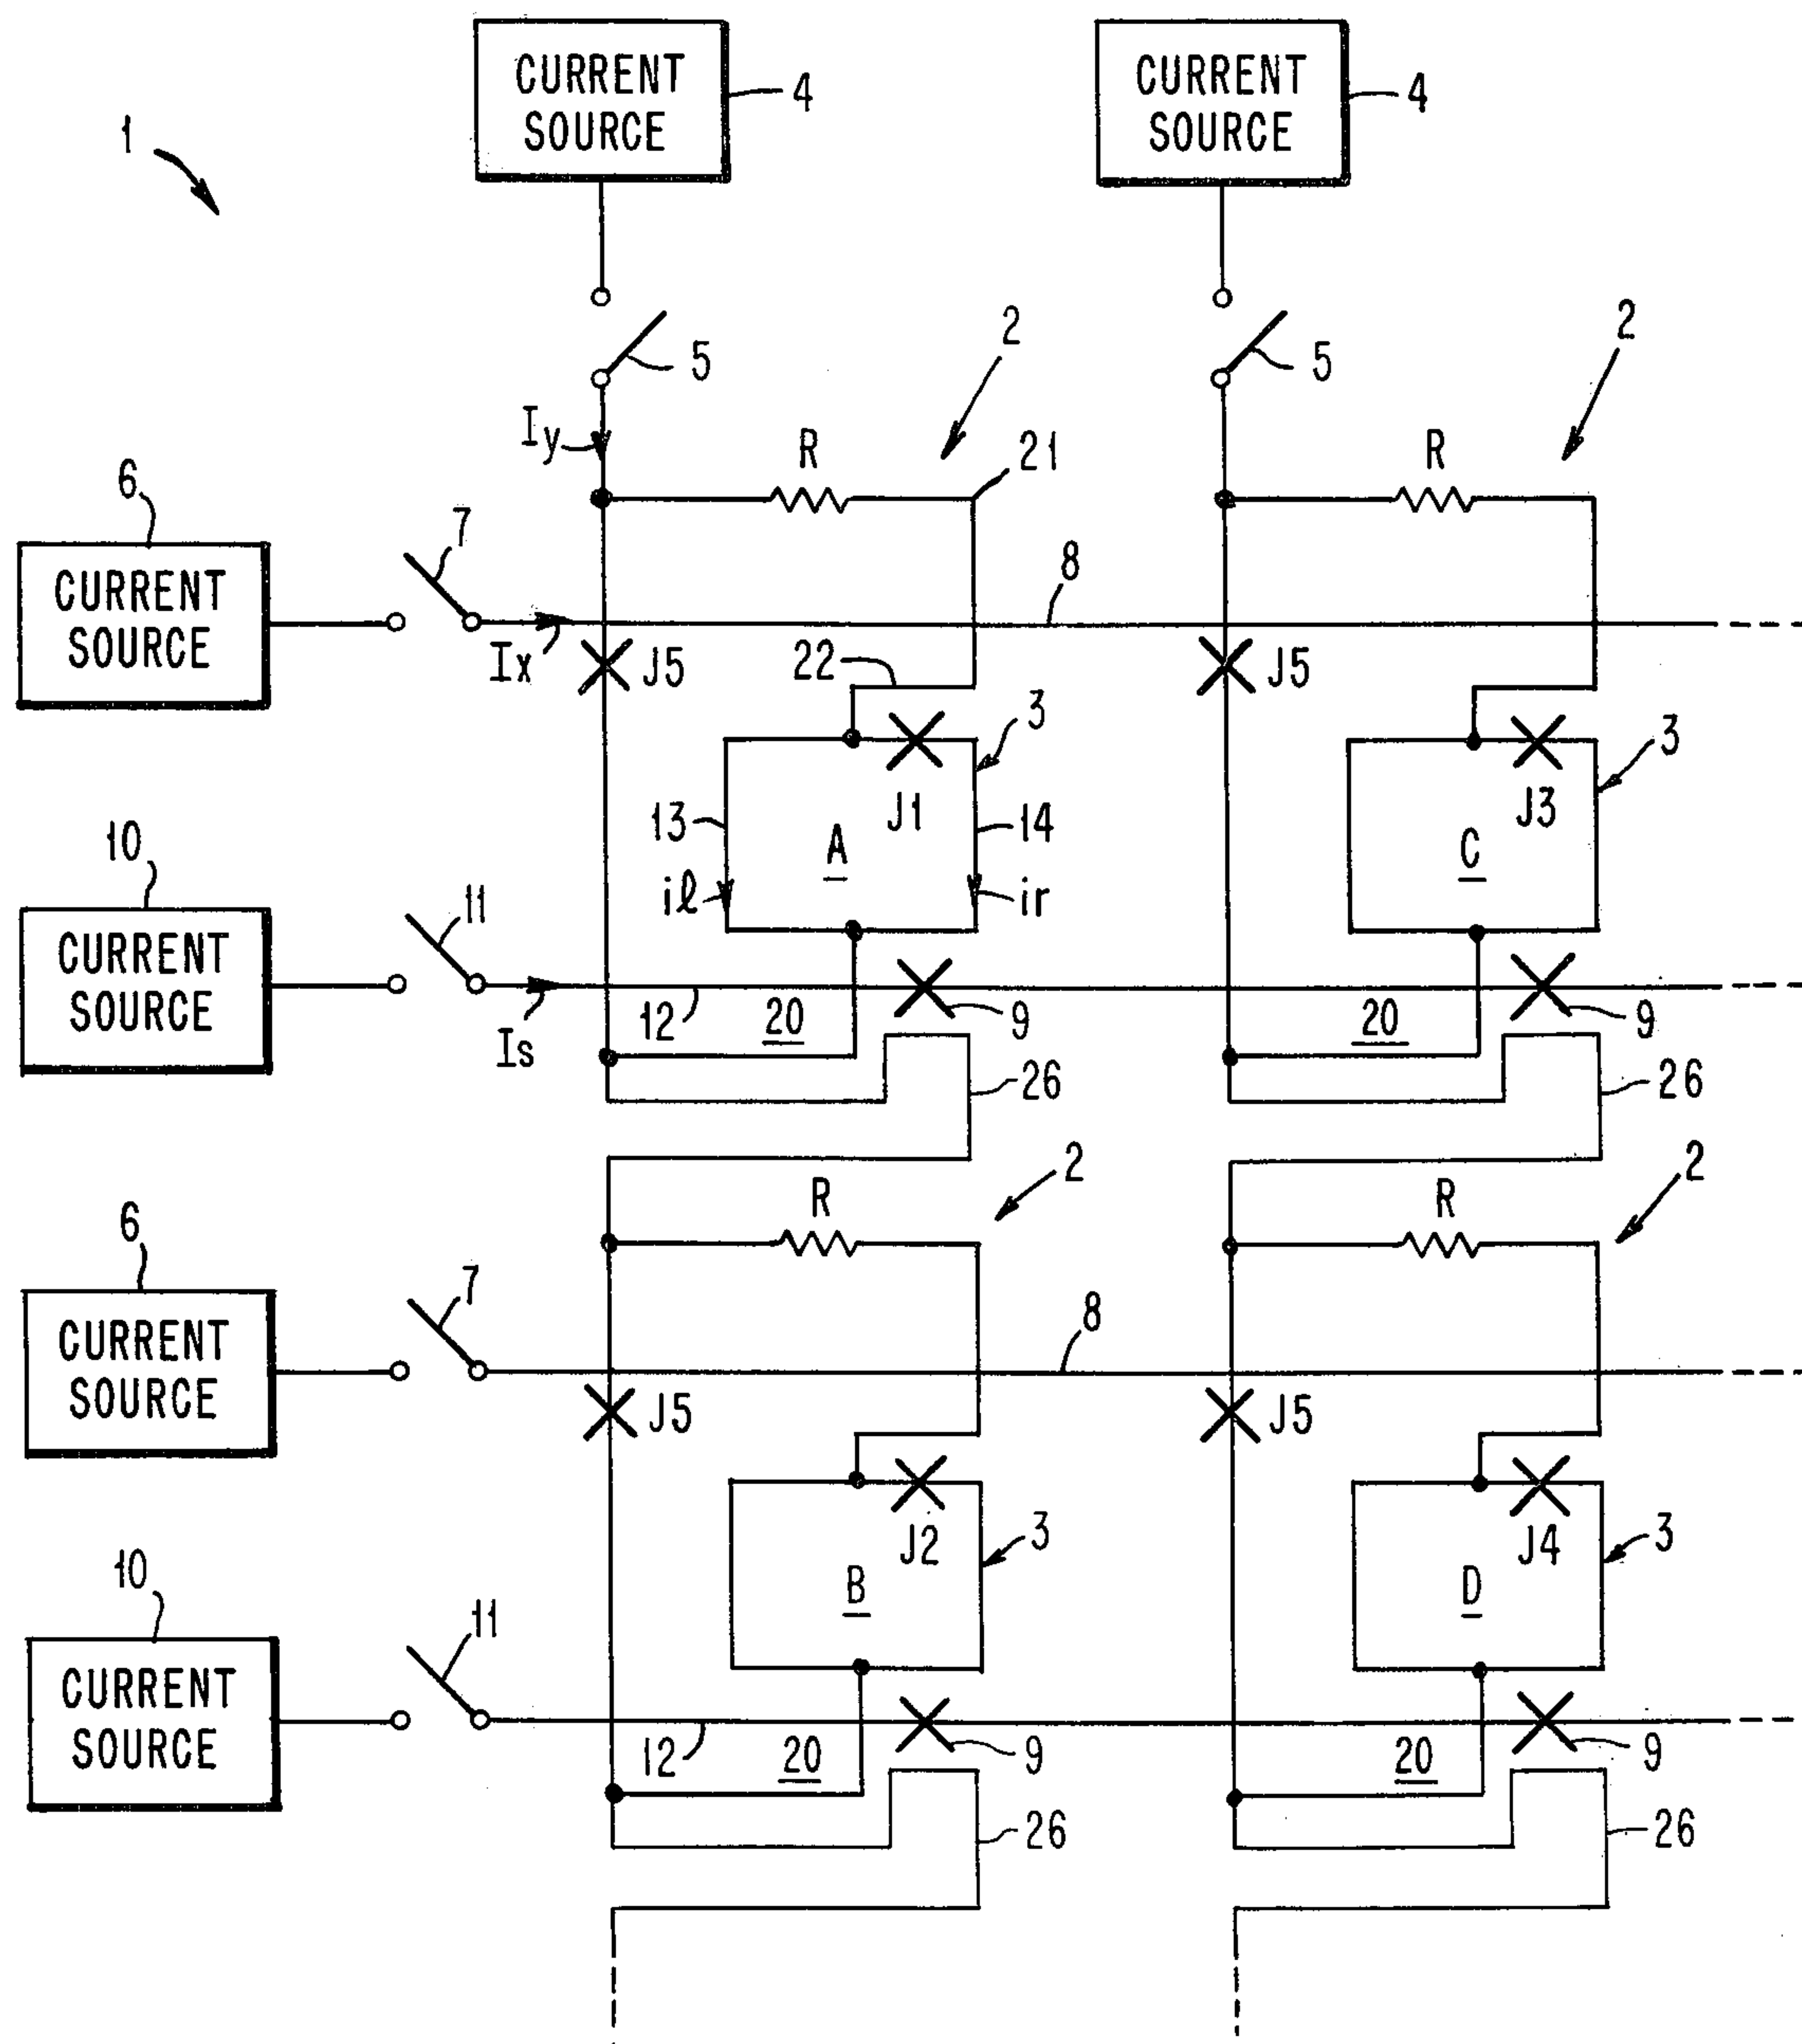 CURRENT
SOURCE
4
CURRENT
SOURCE
4
1
5
2
5
2
Iy
R
21
R
6
7
8
CURRENT
SOURCE
Ix
J5
22
J5
3
3
J1
J3
13
14
A
C
10
11
il
ir
CURRENT
SOURCE
Is
12
20
9
20
9
26
26
2
2
R
R
6
7
8
CURRENT
SOURCE
J5
J5
J2
3
J4
3
B
D
10
11
CURRENT
SOURCE
12
20
9
20
9
26
26